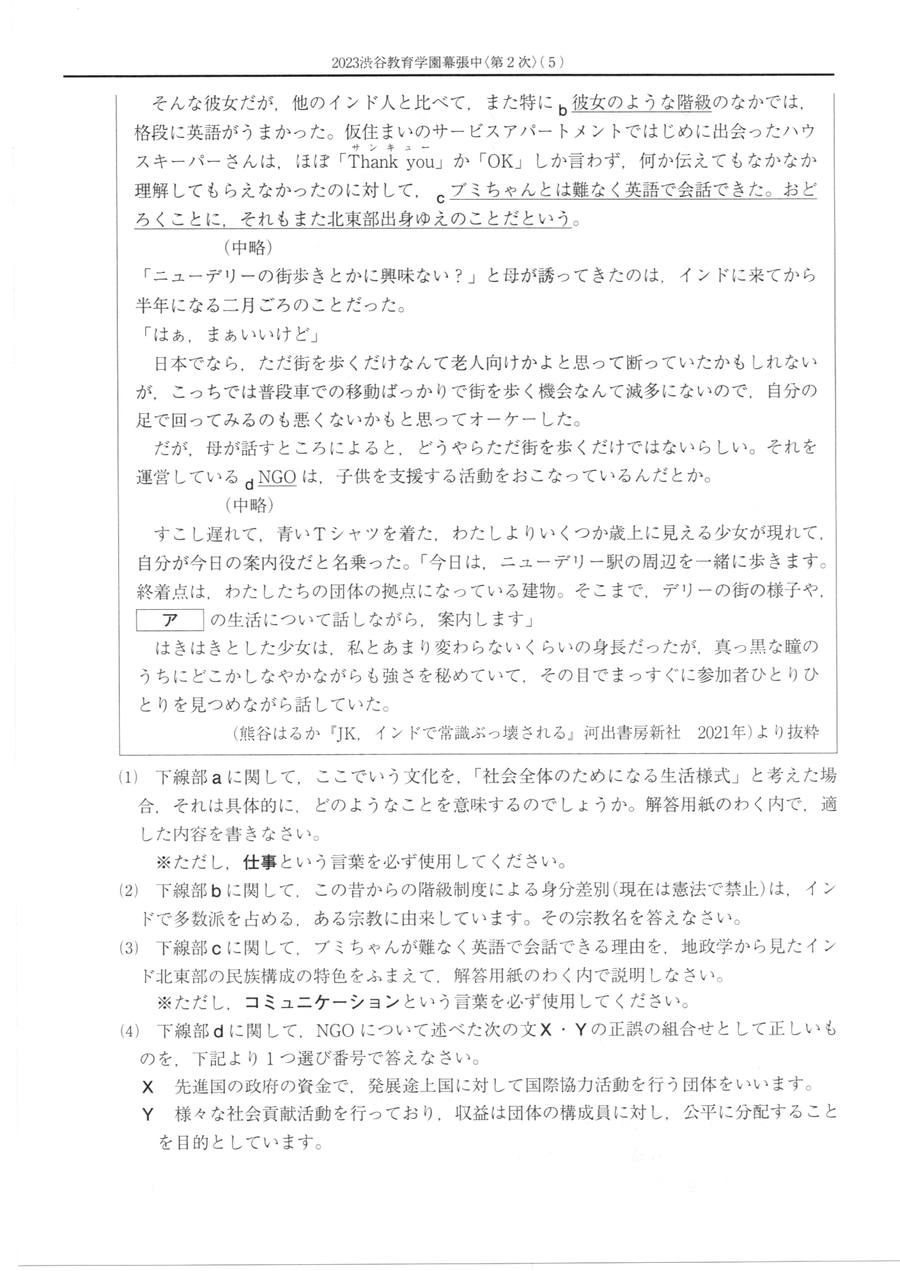 2023渋谷教育学園幕張中〈第2次〉(5)
そんな彼女だが，他のインド人と比べて，また特に b 彼女のような階級のなかでは，
格段に英語がうまかった。仮住まいのサービスアパートメントではじめに出会ったハウ
サンキュー
スキーパーさんは，ほぼ「Thank you」か「OK」しか言わず，何か伝えてもなかなか
理解してもらえなかったのに対して， c ブミちゃんとは難なく英語で会話できた。おど
ろくことに，それもまた北東部出身ゆえのことだという。
(中略)
「ニューデリーの街歩きとかに興味ない？」と母が誘ってきたのは，インドに来てから
半年になる二月ごろのことだった。
「はぁ，まぁいいけど」
日本でなら，ただ街を歩くだけなんて老人向けかよと思って断っていたかもしれない
が，こっちでは普段車での移動ばっかりで街を歩く機会なんて滅多にないので，自分の
足で回ってみるのも悪くないかもと思ってオーケーした。
だが，母が話すところによると，どうやらただ街を歩くだけではないらしい。それを
運営している d NGO は，子供を支援する活動をおこなっているんだとか。
(中略)
すこし遅れて，青いTシャツを着た，わたしよりいくつか歳上に見える少女が現れて，
自分が今日の案内役だと名乗った。「今日は，ニューデリー駅の周辺を一緒に歩きます。
終着点は，わたしたちの団体の拠点になっている建物。そこまで，デリーの街の様子や，
ア の生活について話しながら，案内します」
はきはきとした少女は，私とあまり変わらないくらいの身長だったが，真っ黒な瞳の
うちにどこかしなやかながらも強さを秘めていて，その目でまっすぐに参加者ひとりひ
とりを見つめながら話していた。
(熊谷はるか『JK，インドで常識ぶっ壊される』河出書房新社　2021年)より抜粋
(1) 下線部aに関して，ここでいう文化を，「社会全体のためになる生活様式」と考えた場
合，それは具体的に，どのようなことを意味するのでしょうか。解答用紙のわく内で，適
した内容を書きなさい。
※ただし，仕事という言葉を必ず使用してください。
(2) 下線部bに関して，この昔からの階級制度による身分差別(現在は憲法で禁止)は，イン
ドで多数派を占める，ある宗教に由来しています。その宗教名を答えなさい。
(3) 下線部cに関して，ブミちゃんが難なく英語で会話できる理由を，地政学から見たイン
ド北東部の民族構成の特色をふまえて，解答用紙のわく内で説明しなさい。
※ただし，コミュニケーションという言葉を必ず使用してください。
(4) 下線部dに関して，NGO について述べた次の文X・Yの正誤の組合せとして正しいも
のを，下記より1つ選び番号で答えなさい。
X 先進国の政府の資金で，発展途上国に対して国際協力活動を行う団体をいいます。
Y 様々な社会貢献活動を行っており，収益は団体の構成員に対し，公平に分配すること
を目的としています。